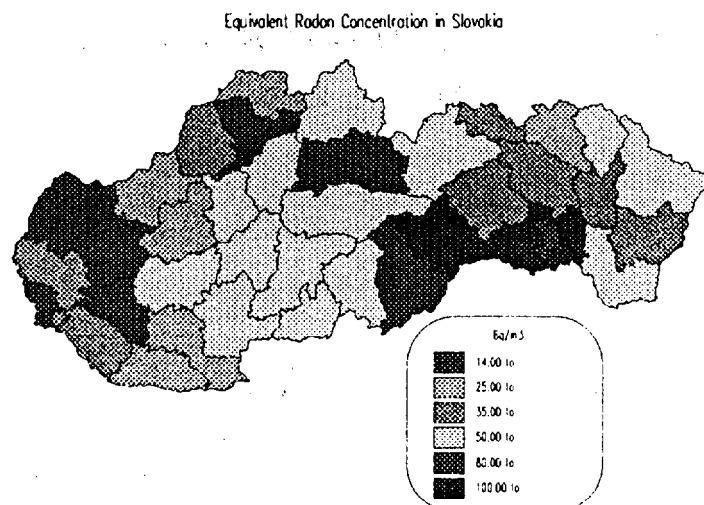 Equivalent Radon Concentration in Slovakia
Bq/m3
14.00 to
25.00 to
35.00 to
50.00 to
80.00 to
100.00 to